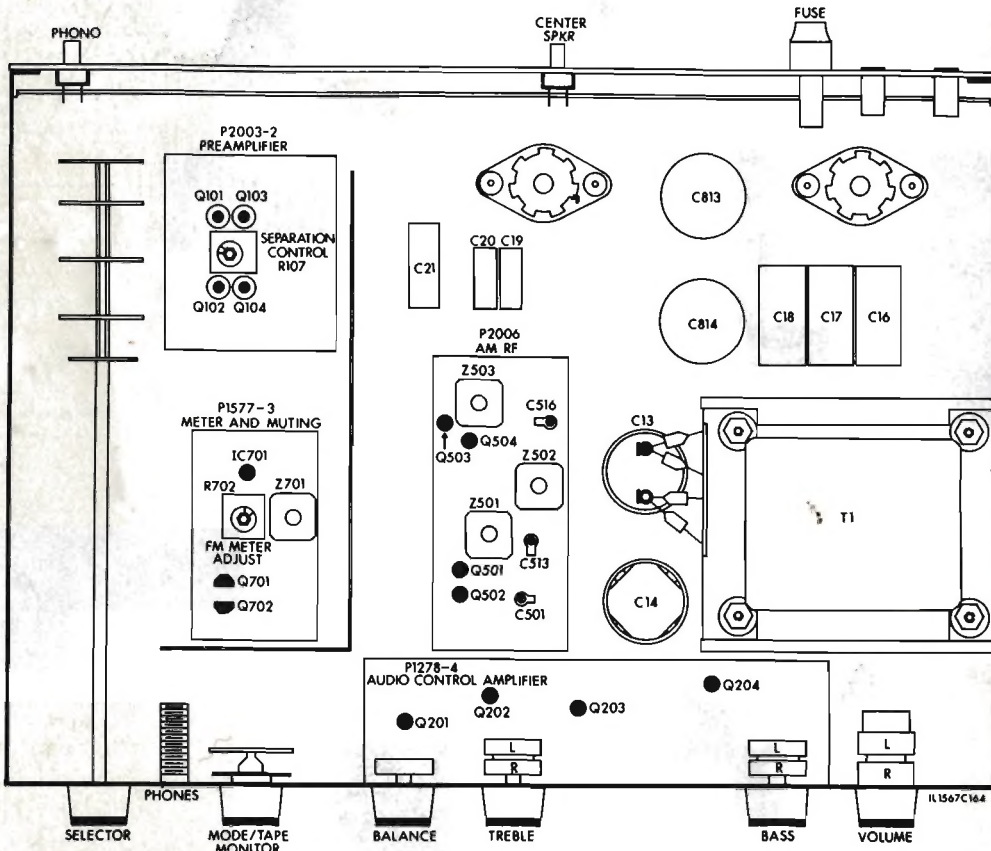 PHONO
CENTER
SPKR
FUSE
P2003-2
PREAMPLIFIER
Q101 Q103
SEPARATION
CONTROL
R107
Q102 Q104
C21
C20 C19
C813
C814
C18 C17 C16
P2006
AM RF
Z503
C516
Q503
Q504
Z502
Z501
C513
Q501
Q502
C501
P1577-3
METER AND MUTING
IC701
R702 Z701
FM METER
ADJUST
Q701
Q702
C13
C14
T1
P1278-4
AUDIO CONTROL AMPLIFIER
Q201
Q202
Q203
Q204
L
R
L
R
L
R
PHONES
IL1567C164
SELECTOR
MODE/TAPE
MONITOR
BALANCE
TREBLE
BASS
VOLUME